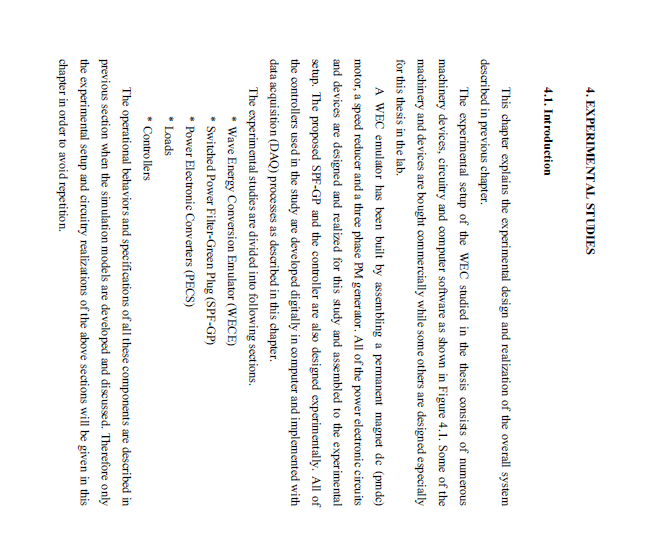 4. EXPERIMENTAL STUDIES
4.1. Introduction
This chapter explains the experimental design and realization of the overall system
described in previous chapter.
The experimental setup of the WEC studied in the thesis consists of numerous
machinery devices, circuitry and computer software as shown in Figure 4.1. Some of the
machinery and devices are bought commercially while some others are designed especially
for this thesis in the lab.
A WEC emulator has been built by assembling a permanent magnet dc (pmdc)
motor, a speed reducer and a three phase PM generator. All of the power electronic circuits
and devices are designed and realized for this study and assembled to the experimental
setup. The proposed SPF-GP and the controller are also designed experimentally. All of
the controllers used in the study are developed digitally in computer and implemented with
data acquisition (DAQ) processes as described in this chapter.
The experimental studies are divided into following sections.
* Wave Energy Conversion Emulator (WECE)
* Switched Power Filter-Green Plug (SPF-GP)
* Power Electronic Converters (PECS)
* Loads
* Controllers
The operational behaviors and specifications of all these components are described in
previous section when the simulation models are developed and discussed. Therefore only
the experimental setup and circuitry realizations of the above sections will be given in this
chapter in order to avoid repetition.